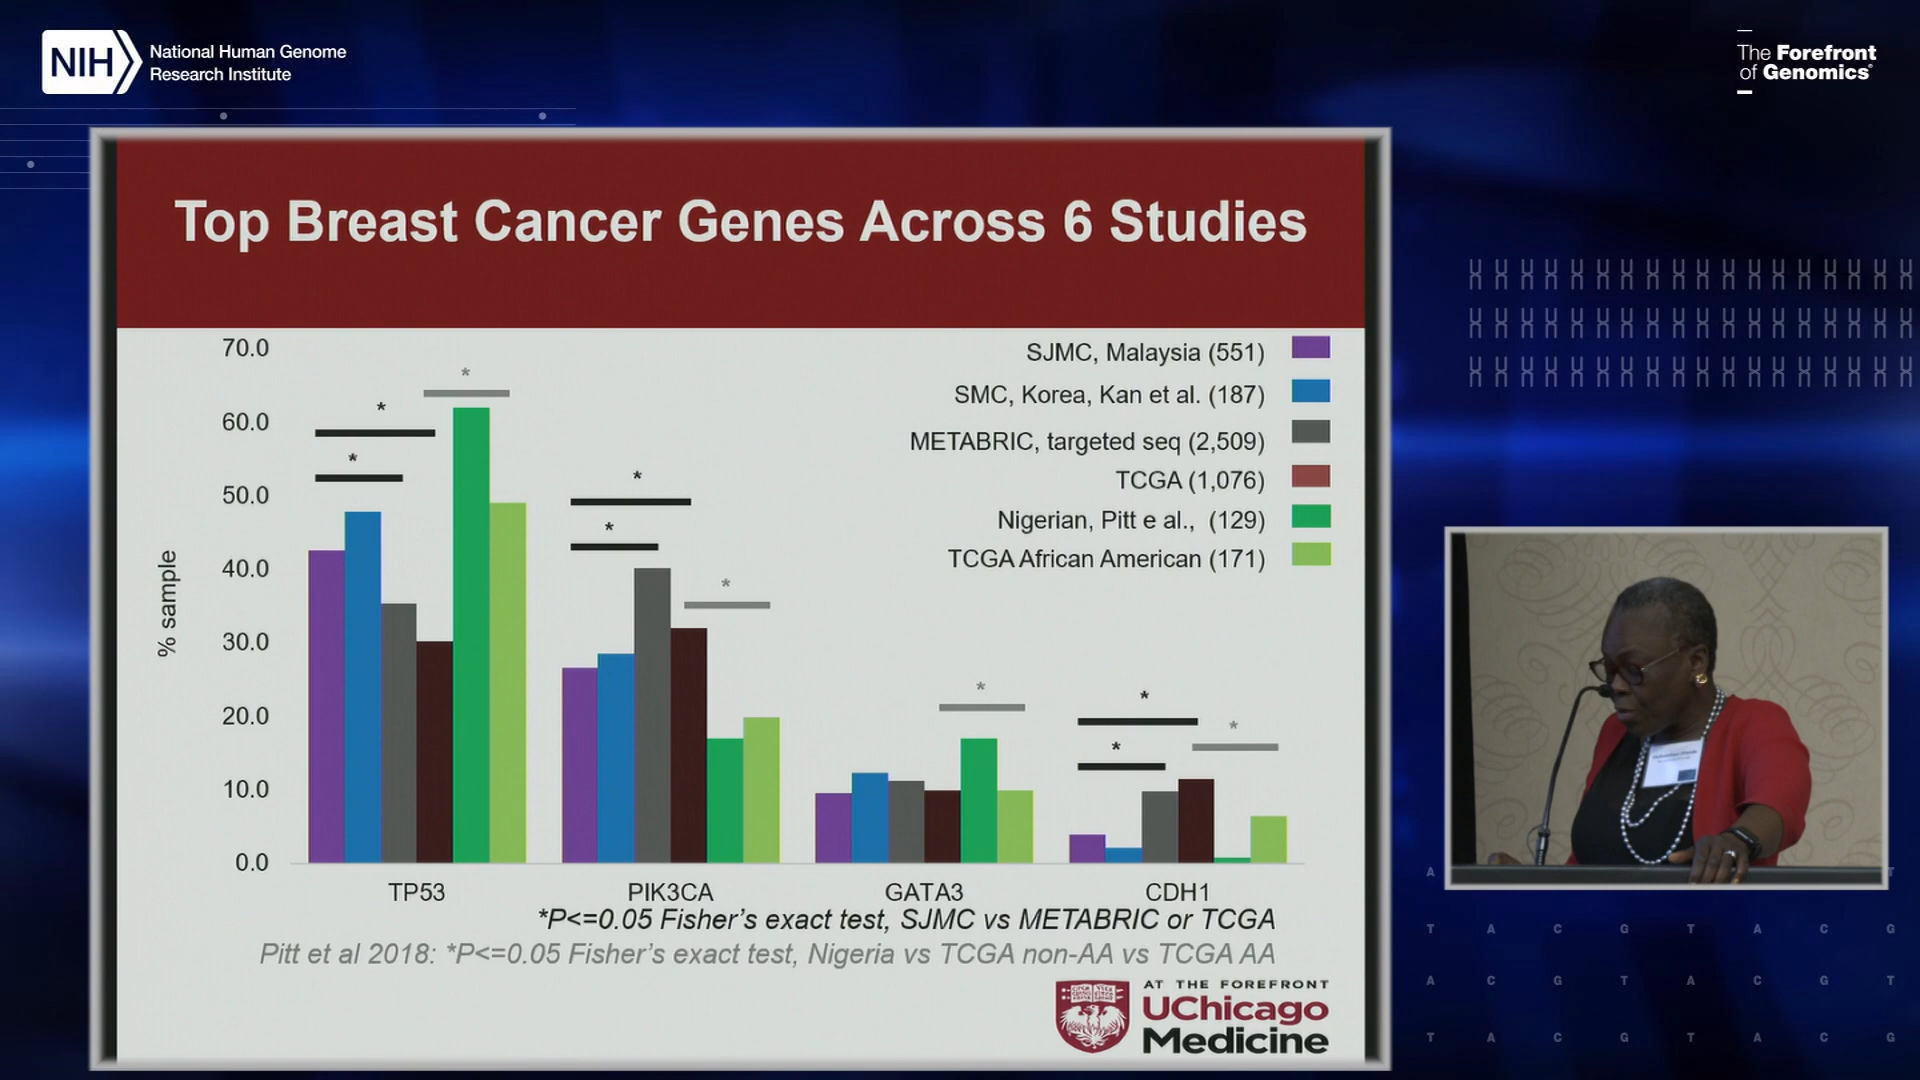 NIH National Human Genome
Research Institute
The Forefront
of Genomics®
Top Breast Cancer Genes Across 6 Studies
70.0
60.0
50.0
40.0
30.0
20.0
10.0
0.0
% sample
SJMC, Malaysia (551)
SMC, Korea, Kan et al. (187)
METABRIC, targeted seq (2,509)
TCGA (1,076)
Nigerian, Pitt e al., (129)
TCGA African American (171)
* * * * * * * * *
TP53 PIK3CA GATA3 CDH1
*P<=0.05 Fisher's exact test, SJMC vs METABRIC or TCGA
Pitt et al 2018: *P<=0.05 Fisher's exact test, Nigeria vs TCGA non-AA vs TCGA AA
AT THE FOREFRONT
UChicago
Medicine
A T
T A C G T A C G
A C G T A C G T
T A C G T A C G